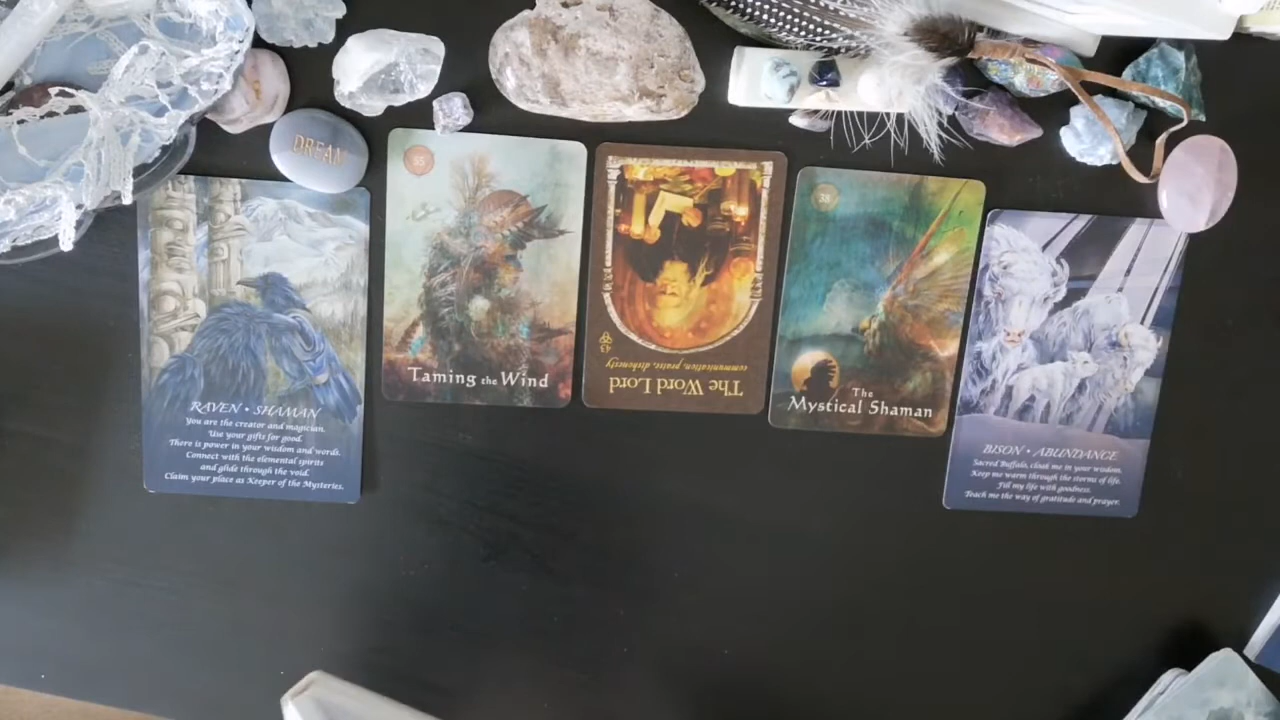 DREAM
RAVEN • SHAMAN
You are the creator and magician.
Use your gifts for good.
There is power in your wisdom and words.
Connect with the elemental spirits
and glide through the void.
Claim your place as Keeper of the Mysteries.
Taming the Wind
The Word Lord
communication, praise, dishonesty
43
The
Mystical Shaman
BISON • ABUNDANCE
Sacred Buffalo, cloak me in your wisdom.
Keep me warm through the storms of life.
Fill my life with goodness.
Teach me the way of gratitude and prayer.